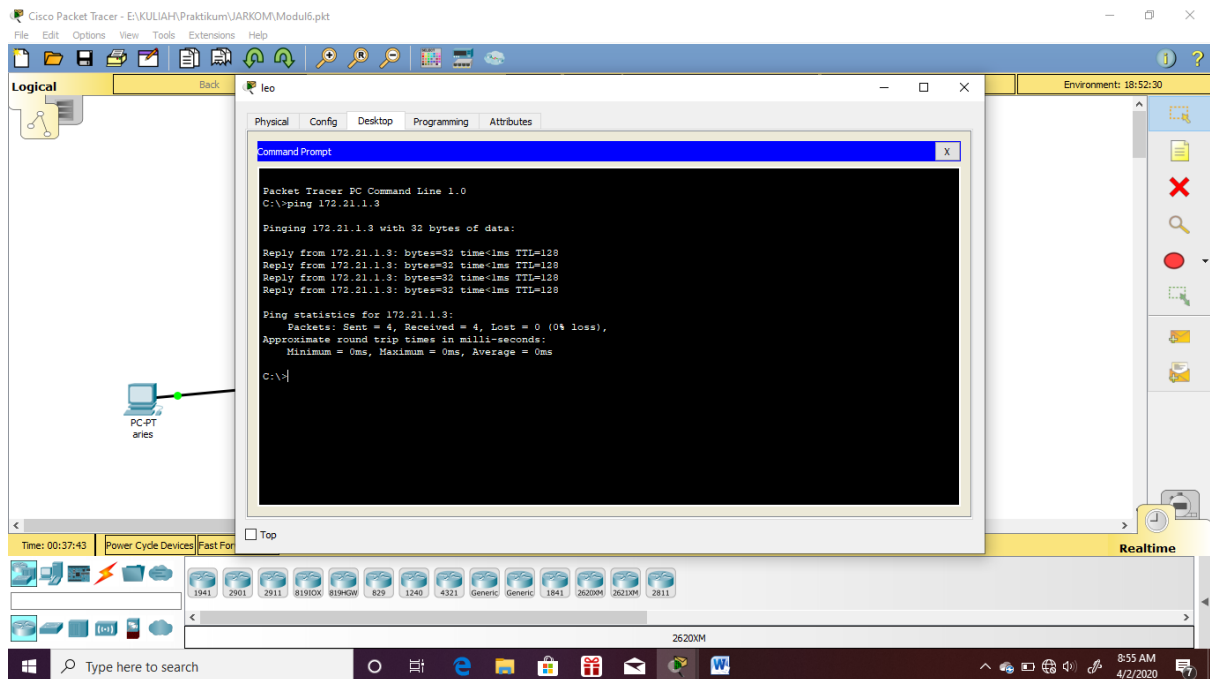 Cisco Packet Tracer - E:\KULIAH\Praktikum\JARKOM\Modul6.pkt
File Edit Options View Tools Extensions Help
Logical Back Environment: 18:52:30
leo
Physical Config Desktop Programming Attributes
Command Prompt X
Packet Tracer PC Command Line 1.0
C:\>ping 172.21.1.3
Pinging 172.21.1.3 with 32 bytes of data:
Reply from 172.21.1.3: bytes=32 time<1ms TTL=128
Reply from 172.21.1.3: bytes=32 time<1ms TTL=128
Reply from 172.21.1.3: bytes=32 time<1ms TTL=128
Reply from 172.21.1.3: bytes=32 time<1ms TTL=128
Ping statistics for 172.21.1.3:
Packets: Sent = 4, Received = 4, Lost = 0 (0% loss),
Approximate round trip times in milli-seconds:
Minimum = 0ms, Maximum = 0ms, Average = 0ms
C:\>
PC-PT
aries
Top
Time: 00:37:43 Power Cycle Devices Fast For
Realtime
1941 2901 2911 819IOX 819HGW 829 1240 4321 Generic Generic 1841 2620XM 2621XM 2811
2620XM
Type here to search
8:55 AM
4/2/2020